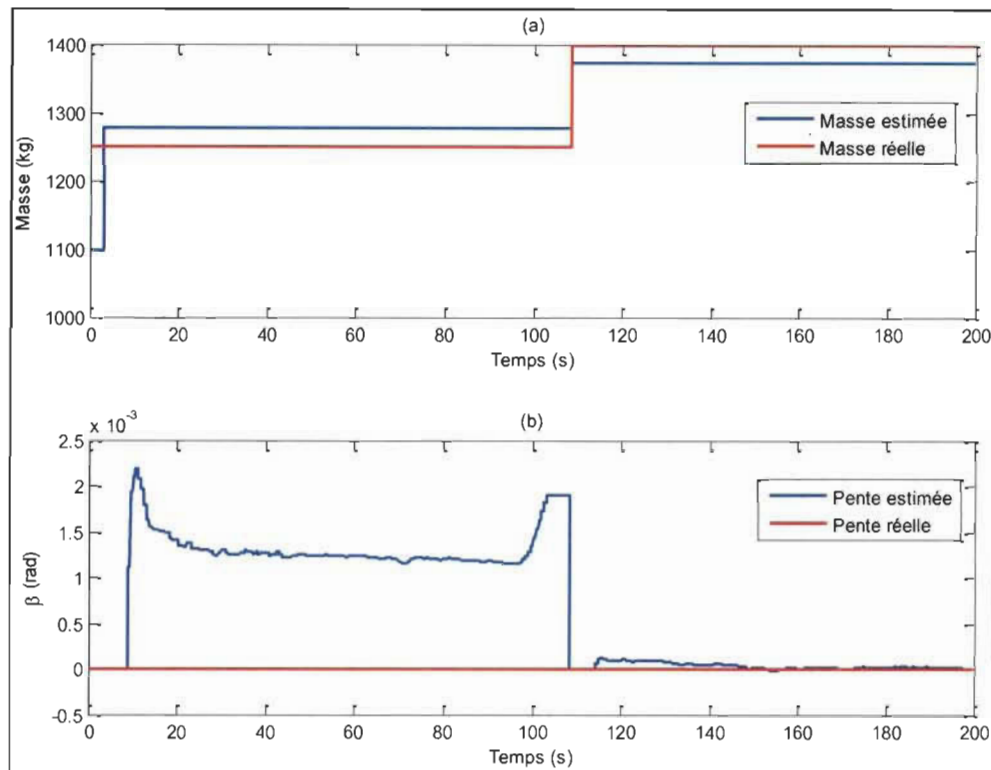 (a)
1400
1300
1200
1100
1000
Masse (kg)
Masse estimée
Masse réelle
0 20 40 60 80 100 120 140 160 180 200
Temps (s)
(b)
x 10^-3
2.5
2
1.5
1
0.5
0
-0.5
β (rad)
Pente estimée
Pente réelle
0 20 40 60 80 100 120 140 160 180 200
Temps (s)